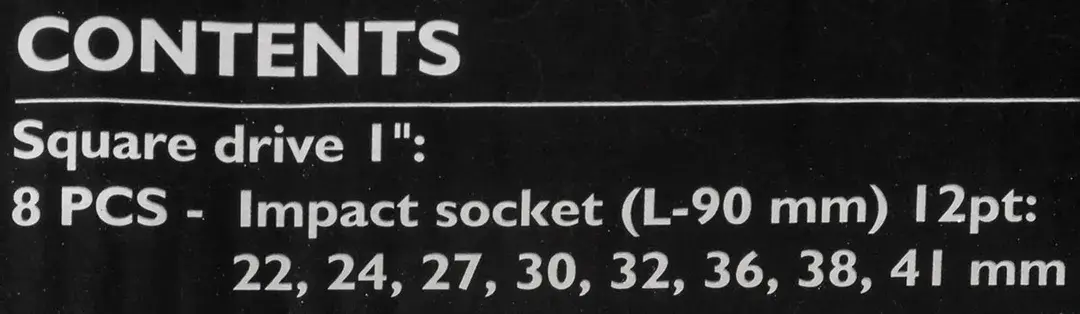 CONTENTS
Square drive 1":
8 PCS - Impact socket (L-90 mm) 12pt:
22, 24, 27, 30, 32, 36, 38, 41 mm